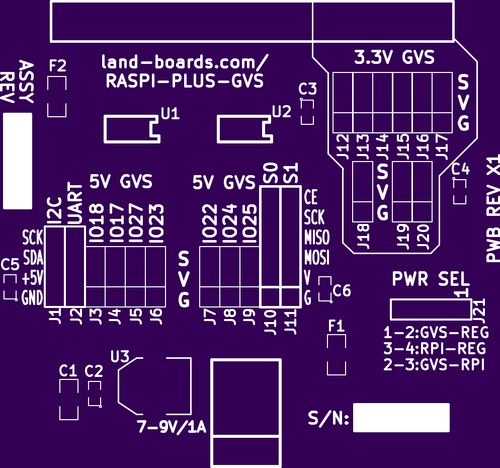 land-boards.com/
RASPI-PLUS-GVS
3.3V GVS
ASSY
REV
F2
U1
U2
C3
S
V
G
J12
J13
J14
J15
J16
J17
S
V
G
J18
J19
J20
C4
PWB REV X1
5V GVS
5V GVS
I2C
UART
IO18
IO17
IO27
IO23
IO22
IO24
IO25
S0
S1
SCK
SDA
+5V
GND
S
V
G
CE
SCK
MISO
MOSI
V
G
C5
C6
J1
J2
J3
J4
J5
J6
J7
J8
J9
J10
J11
PWR SEL
1
J21
1-2:GVS-REG
3-4:RPI-REG
2-3:GVS-RPI
F1
C1
C2
U3
7-9V/1A
S/N: